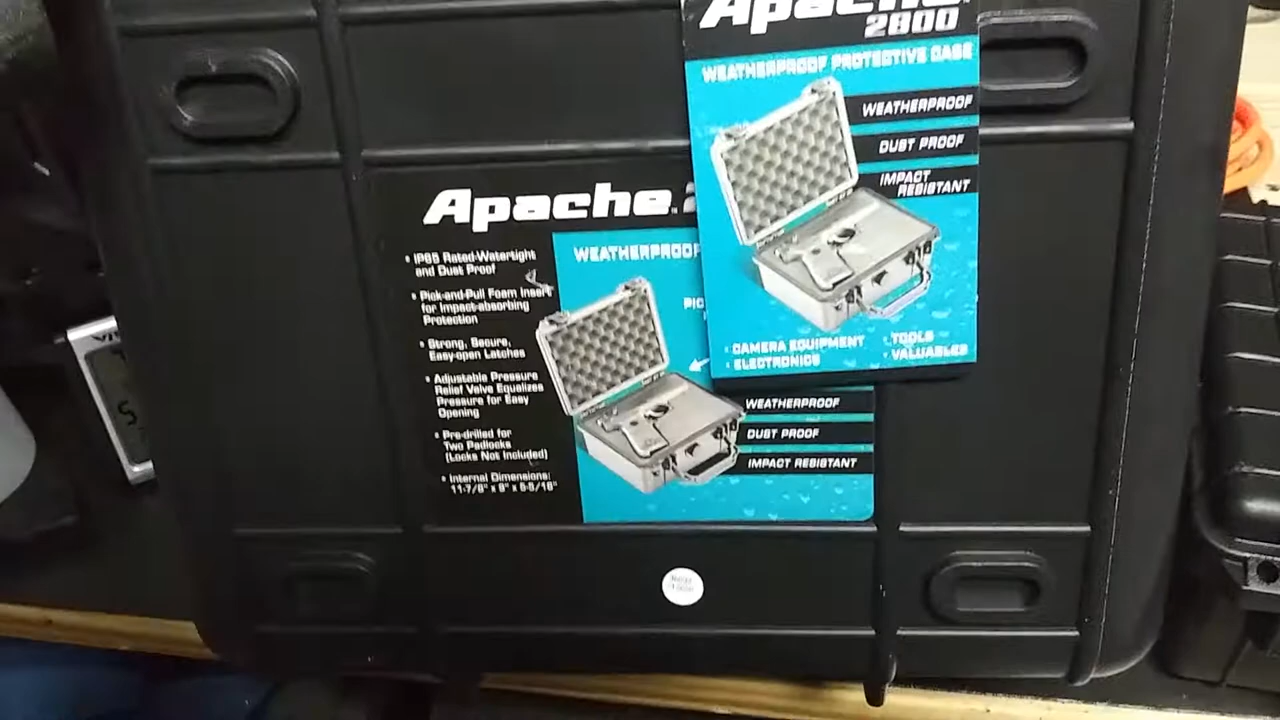 Apache
2800
WEATHERPROOF PROTECTIVE CASE
WEATHERPROOF
DUST PROOF
IMPACT
RESISTANT
• CAMERA EQUIPMENT
• ELECTRONICS
• TOOLS
• VALUABLES
Apache
• IP65 Rated-Watertight
and Dust Proof
• Pick-and-Pull Foam Insert
for Impact-absorbing
Protection
• Strong, Secure,
Easy-open Latches
• Adjustable Pressure
Relief Valve Equalizes
Pressure for Easy
Opening
• Pre-drilled for
Two Padlocks
(Locks Not Included)
• Internal Dimensions:
11-7/8" x 9" x 5-5/16"
WEATHERPROOF
WEATHERPROOF
DUST PROOF
IMPACT RESISTANT